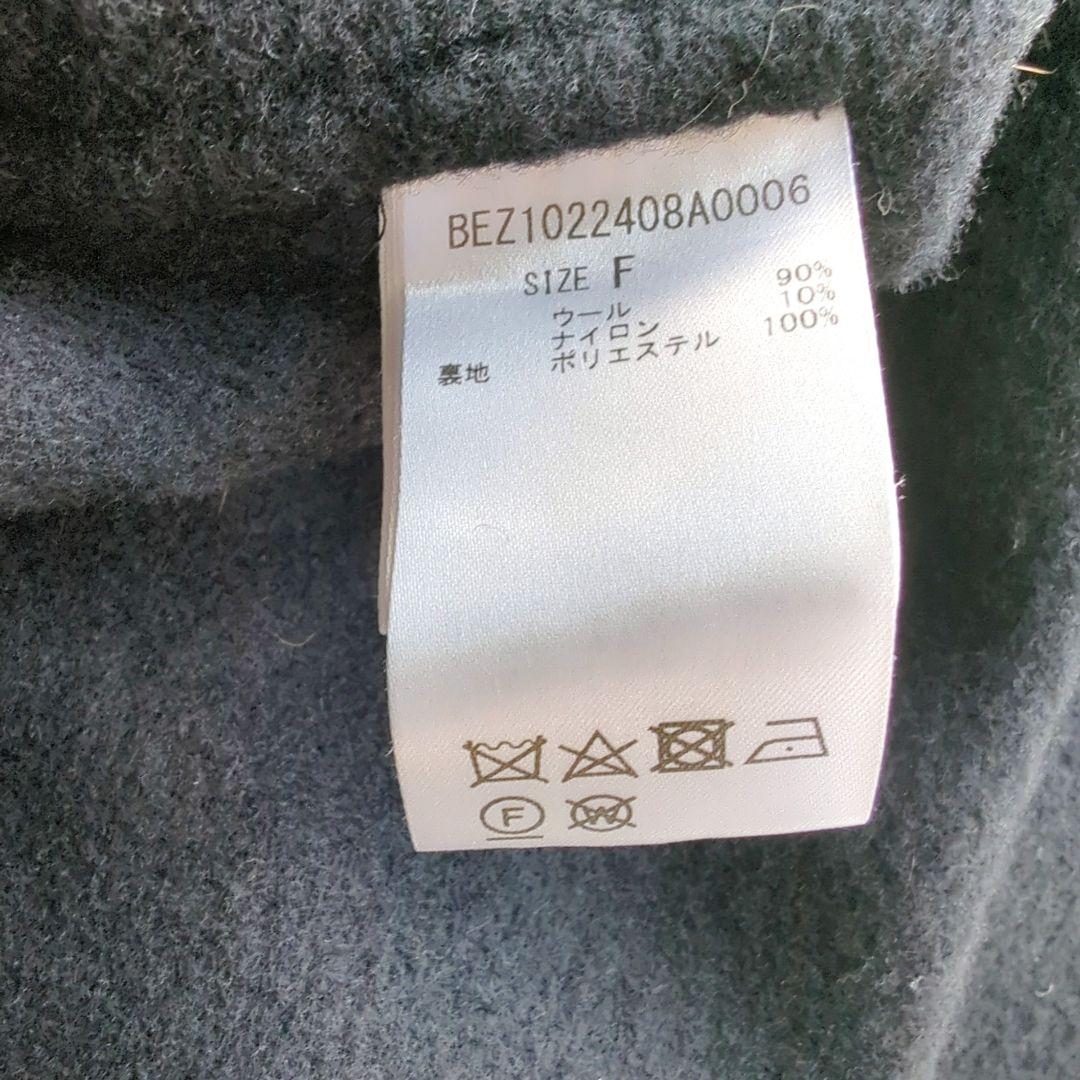 BEZ1022408A0006
SIZE F
ウール 90%
ナイロン 10%
裏地 ポリエステル 100%
F
W